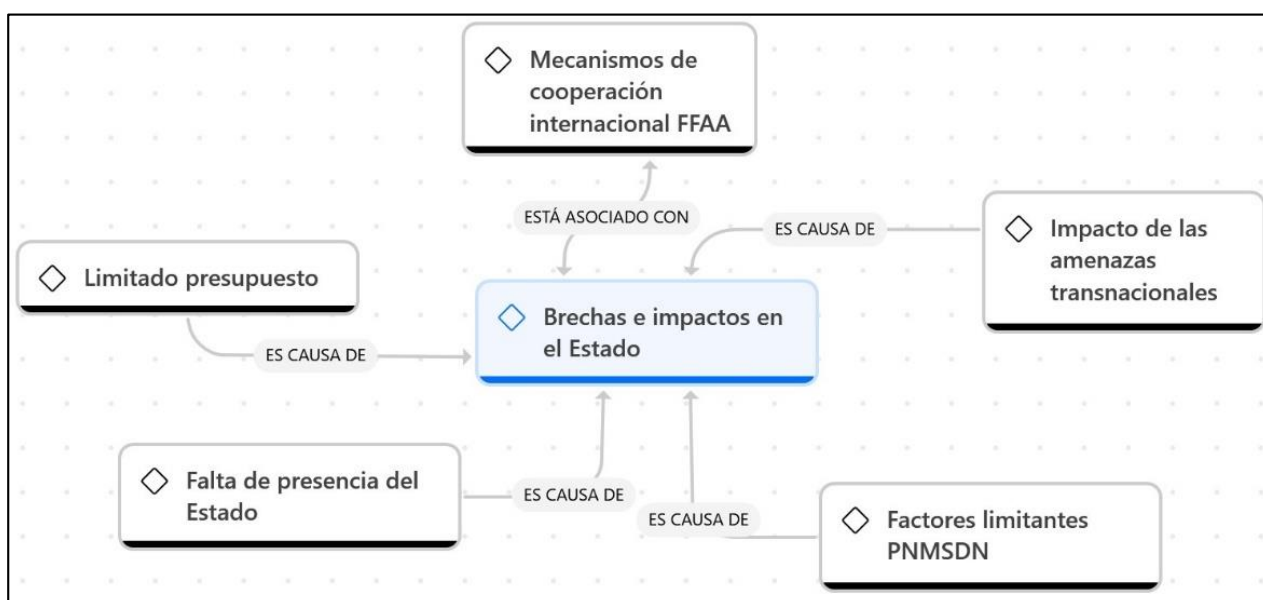 Mecanismos de
cooperación
internacional FFAA
ESTÁ ASOCIADO CON
ES CAUSA DE
Impacto de las
amenazas
transnacionales
Limitado presupuesto
ES CAUSA DE
Brechas e impactos en
el Estado
Falta de presencia del
Estado
ES CAUSA DE
ES CAUSA DE
Factores limitantes
PNMSDN